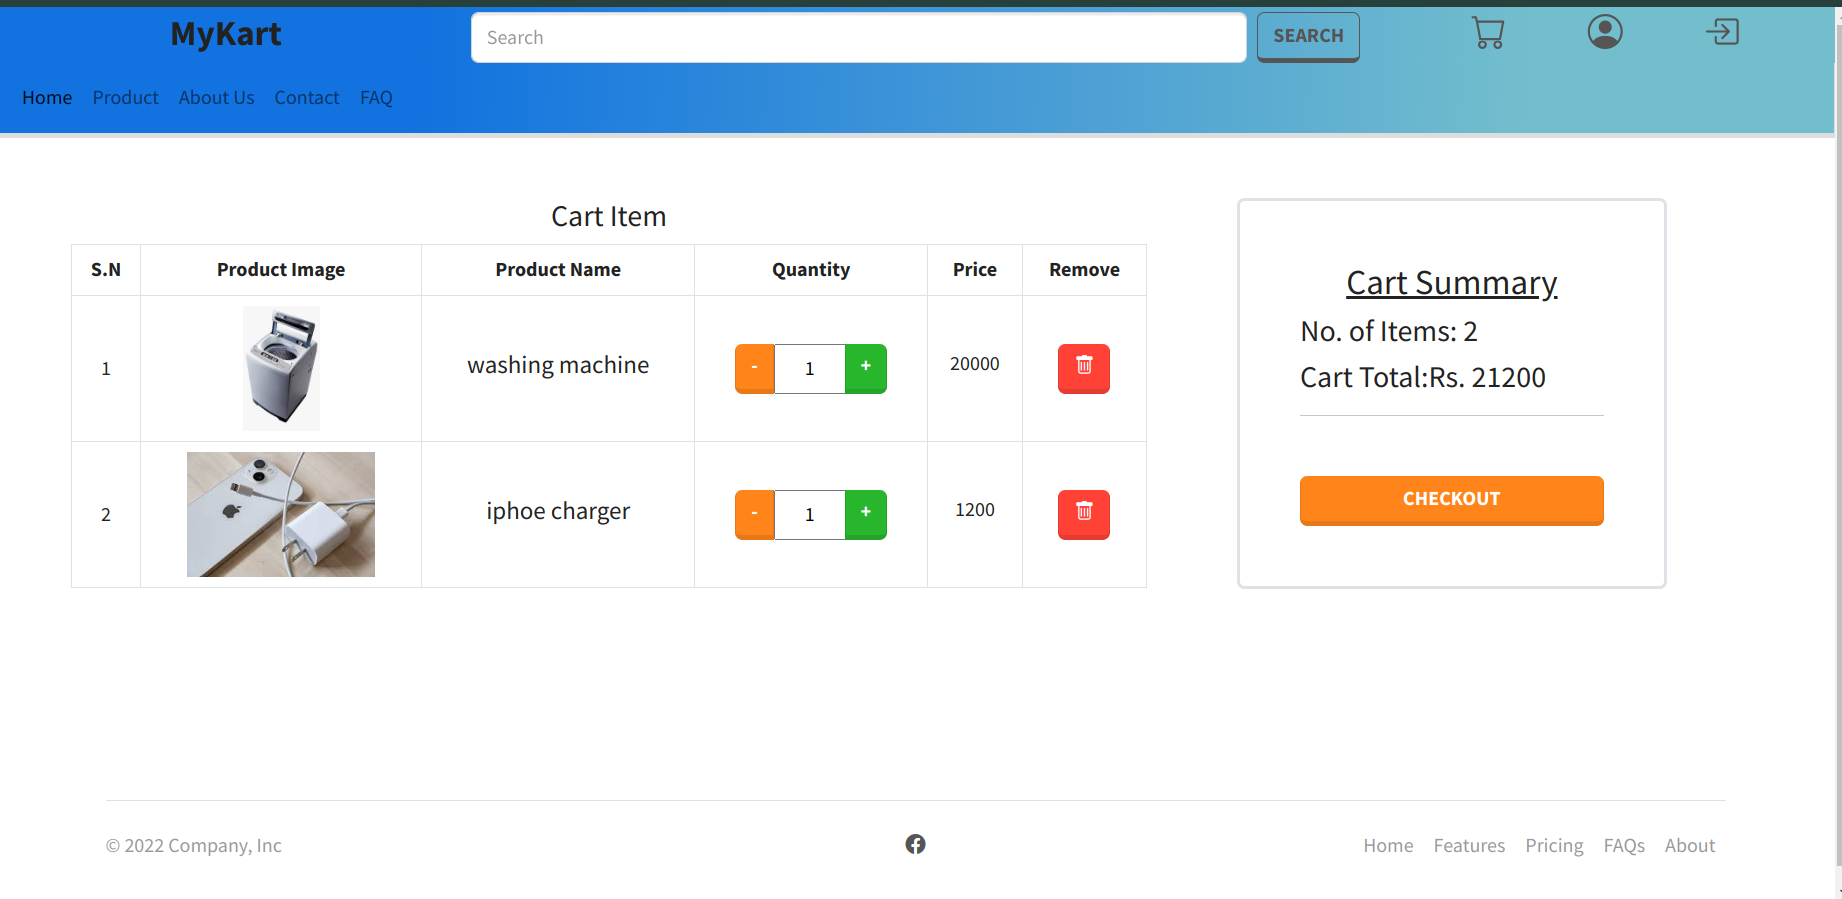 MyKart
Search
SEARCH
Home Product About Us Contact FAQ
Cart Item
S.N Product Image Product Name Quantity Price Remove
1 washing machine - 1 + 20000
2 iphoe charger - 1 + 1200
Cart Summary
No. of Items: 2
Cart Total:Rs. 21200
CHECKOUT
© 2022 Company, Inc
Home Features Pricing FAQs About